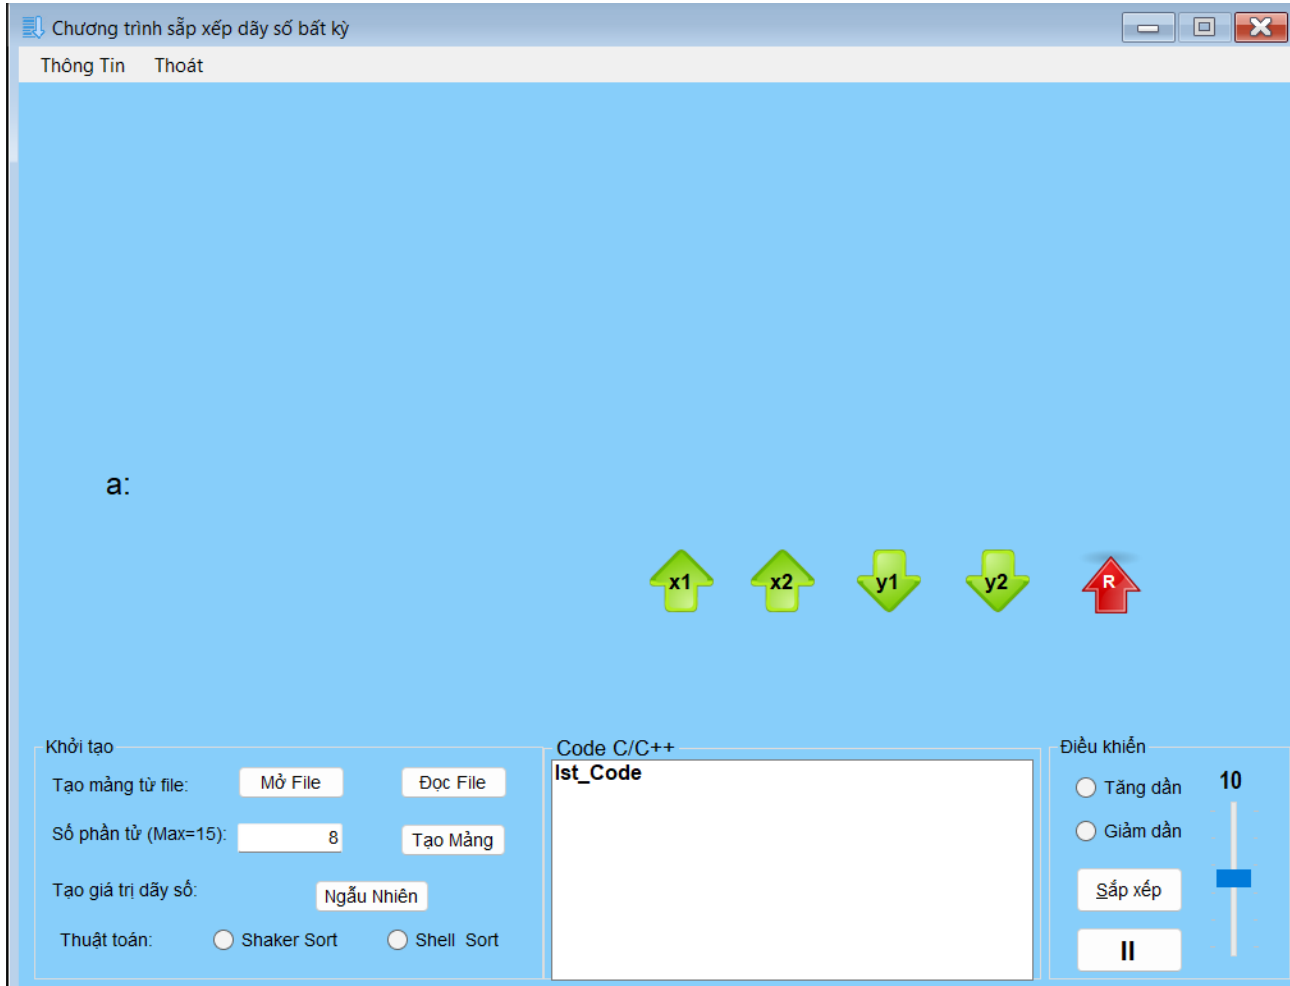 Chương trình sắp xếp dãy số bất kỳ
Thông Tin Thoát
a:
x1 x2 y1 y2 R
Khởi tạo
Tạo mảng từ file: Mở File Đọc File
Số phần tử (Max=15): 8 Tạo Mảng
Tạo giá trị dãy số: Ngẫu Nhiên
Thuật toán: Shaker Sort Shell Sort
Code C/C++
lst_Code
Điều khiển
Tăng dần 10
Giảm dần
Sắp xếp
II